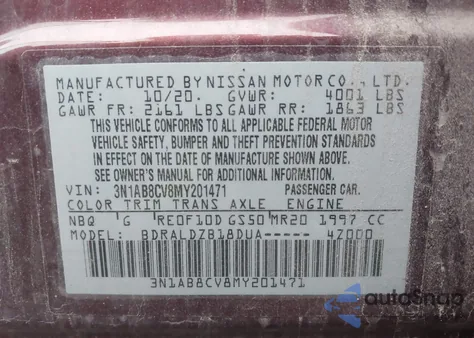 MANUFACTURED BY NISSAN MOTOR CO., LTD.
DATE: 10/20. GVWR: 4001 LBS
GAWR FR: 2161 LBS GAWR RR: 1863 LBS
THIS VEHICLE CONFORMS TO ALL APPLICABLE FEDERAL MOTOR
VEHICLE SAFETY, BUMPER AND THEFT PREVENTION STANDARDS
IN EFFECT ON THE DATE OF MANUFACTURE SHOWN ABOVE.
SEE OWNER'S MANUAL FOR ADDITIONAL INFORMATION.
VIN: 3N1AB8CV8MY201471 PASSENGER CAR.
COLOR TRIM TRANS AXLE ENGINE
NBQ G RE0F10D GS50 MR20 1997 CC
MODEL: BDRALDZB18DUA----- 4Z000
3N1AB8CV8MY201471
autoSnap